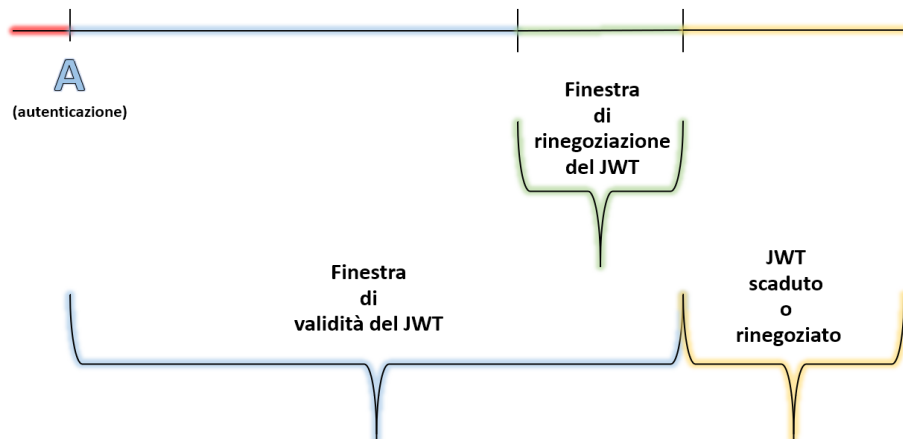 A
(autenticazione)
Finestra
di
rinegoziazione
del JWT
Finestra
di
validità del JWT
JWT
scaduto
o
rinegoziato